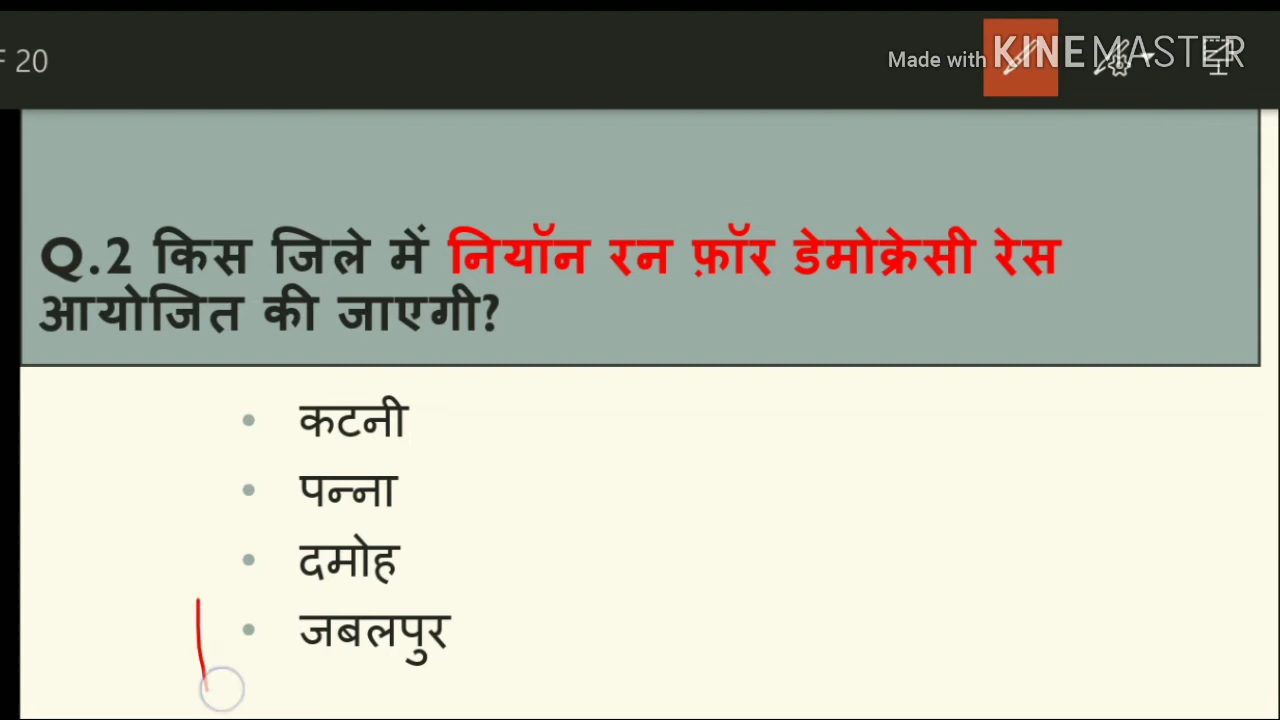 F 20
Made with KINEMASTER
Q.2 किस जिले में नियॉन रन फ़ॉर डेमोक्रेसी रेस
आयोजित की जाएगी?
• कटनी
• पन्ना
• दमोह
• जबलपुर